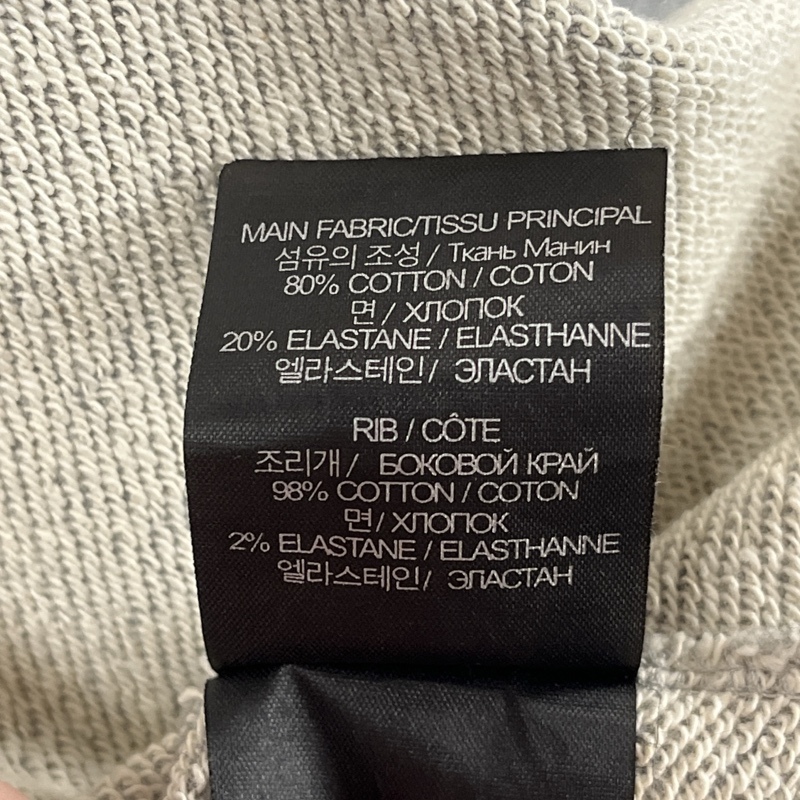 MAIN FABRIC/TISSU PRINCIPAL
섬유의 조성 / Ткань Манин
80% COTTON / COTON
면 / ХЛОПОК
20% ELASTANE / ELASTHANNE
엘라스테인/ ЭЛАСТАН
RIB / CÔTE
조리개 / БОКОВОЙ КРАЙ
98% COTTON / COTON
면 / ХЛОПОК
2% ELASTANE / ELASTHANNE
엘라스테인/ ЭЛАСТАН